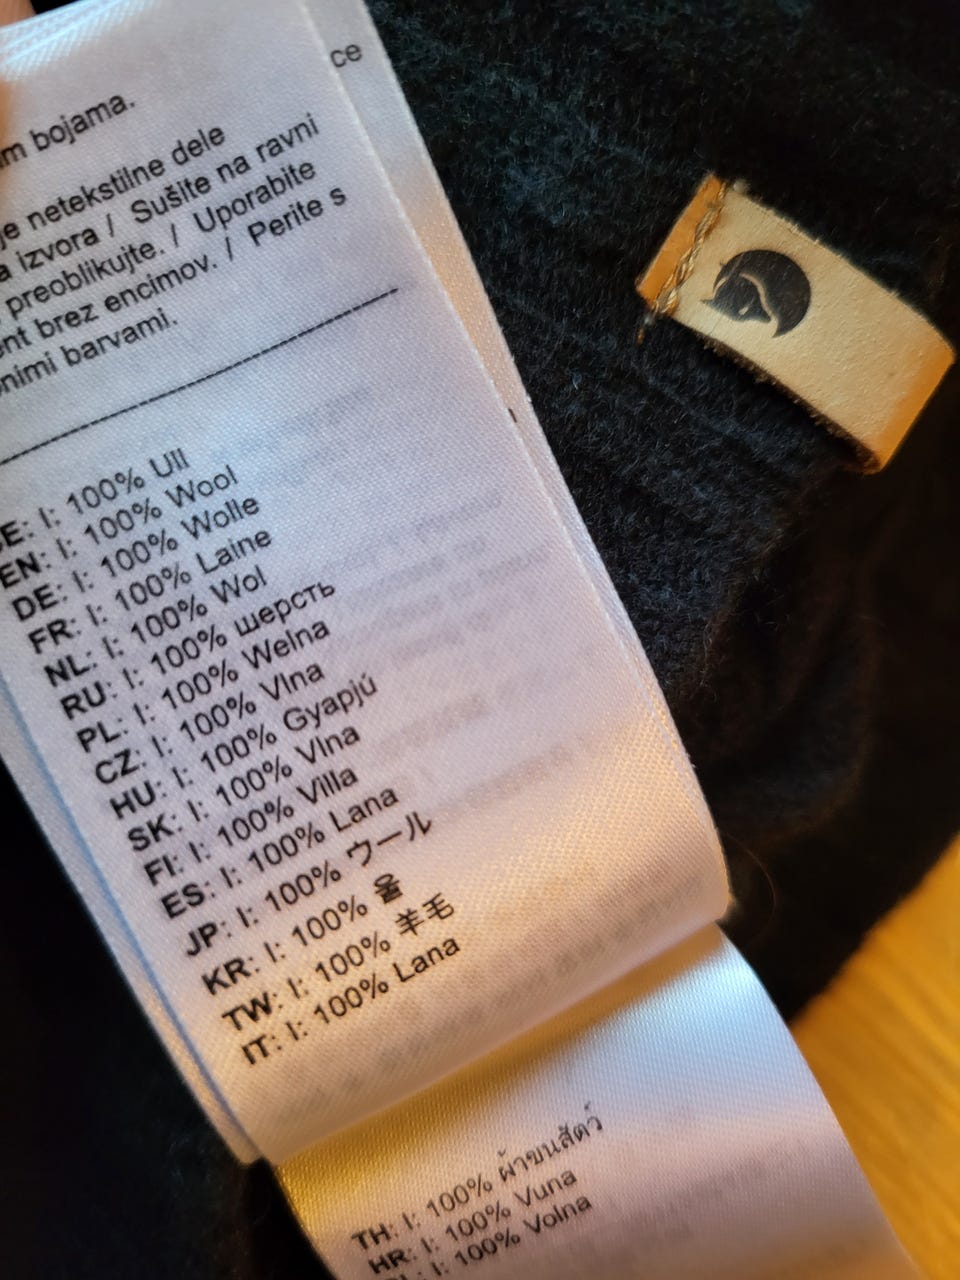 ce
bojama.
je netekstilne dele
izvora / Sušite na ravni
preoblikujte. / Uporabite
brez encimov. / Perite s
barvami.
SE: I: 100% Ull
EN: I: 100% Wool
DE: I: 100% Wolle
FR: I: 100% Laine
NL: I: 100% Wol
RU: I: 100% шерсть
PL: I: 100% Wełna
CZ: I: 100% Vlna
HU: I: 100% Gyapjú
SK: I: 100% Vlna
FI: I: 100% Villa
ES: I: 100% Lana
JP: I: 100% ウール
KR: I: 100% 울
TW: I: 100% 羊毛
IT: I: 100% Lana
TH: I: 100% ผ้าขนสัตว์
HR: I: 100% Vuna
I: 100% Volna